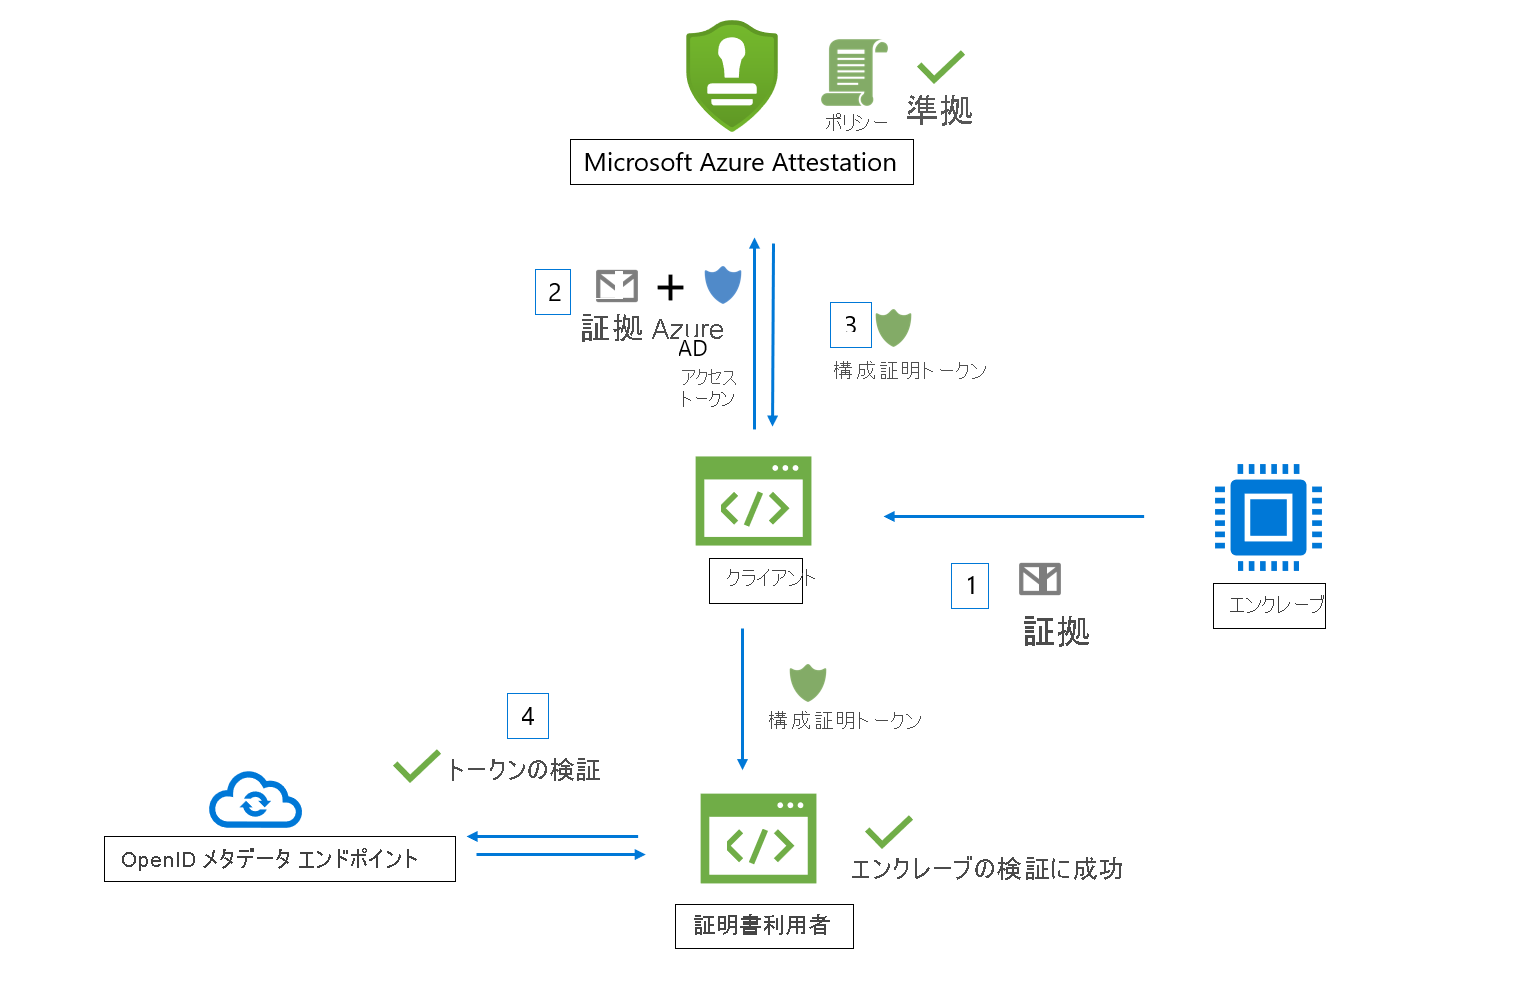 ポリシー
準拠
Microsoft Azure Attestation
2
証拠 Azure
AD
アクセス
トークン
3
構成証明トークン
クライアント
1
証拠
エンクレーブ
構成証明トークン
4
トークンの検証
OpenID メタデータ エンドポイント
エンクレーブの検証に成功
証明書利用者